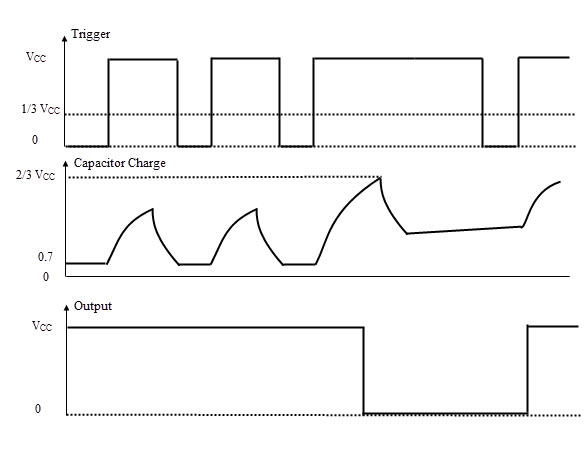 Trigger
Vcc
1/3 Vcc
0
Capacitor Charge
2/3 Vcc
0.7
0
Output
Vcc
0